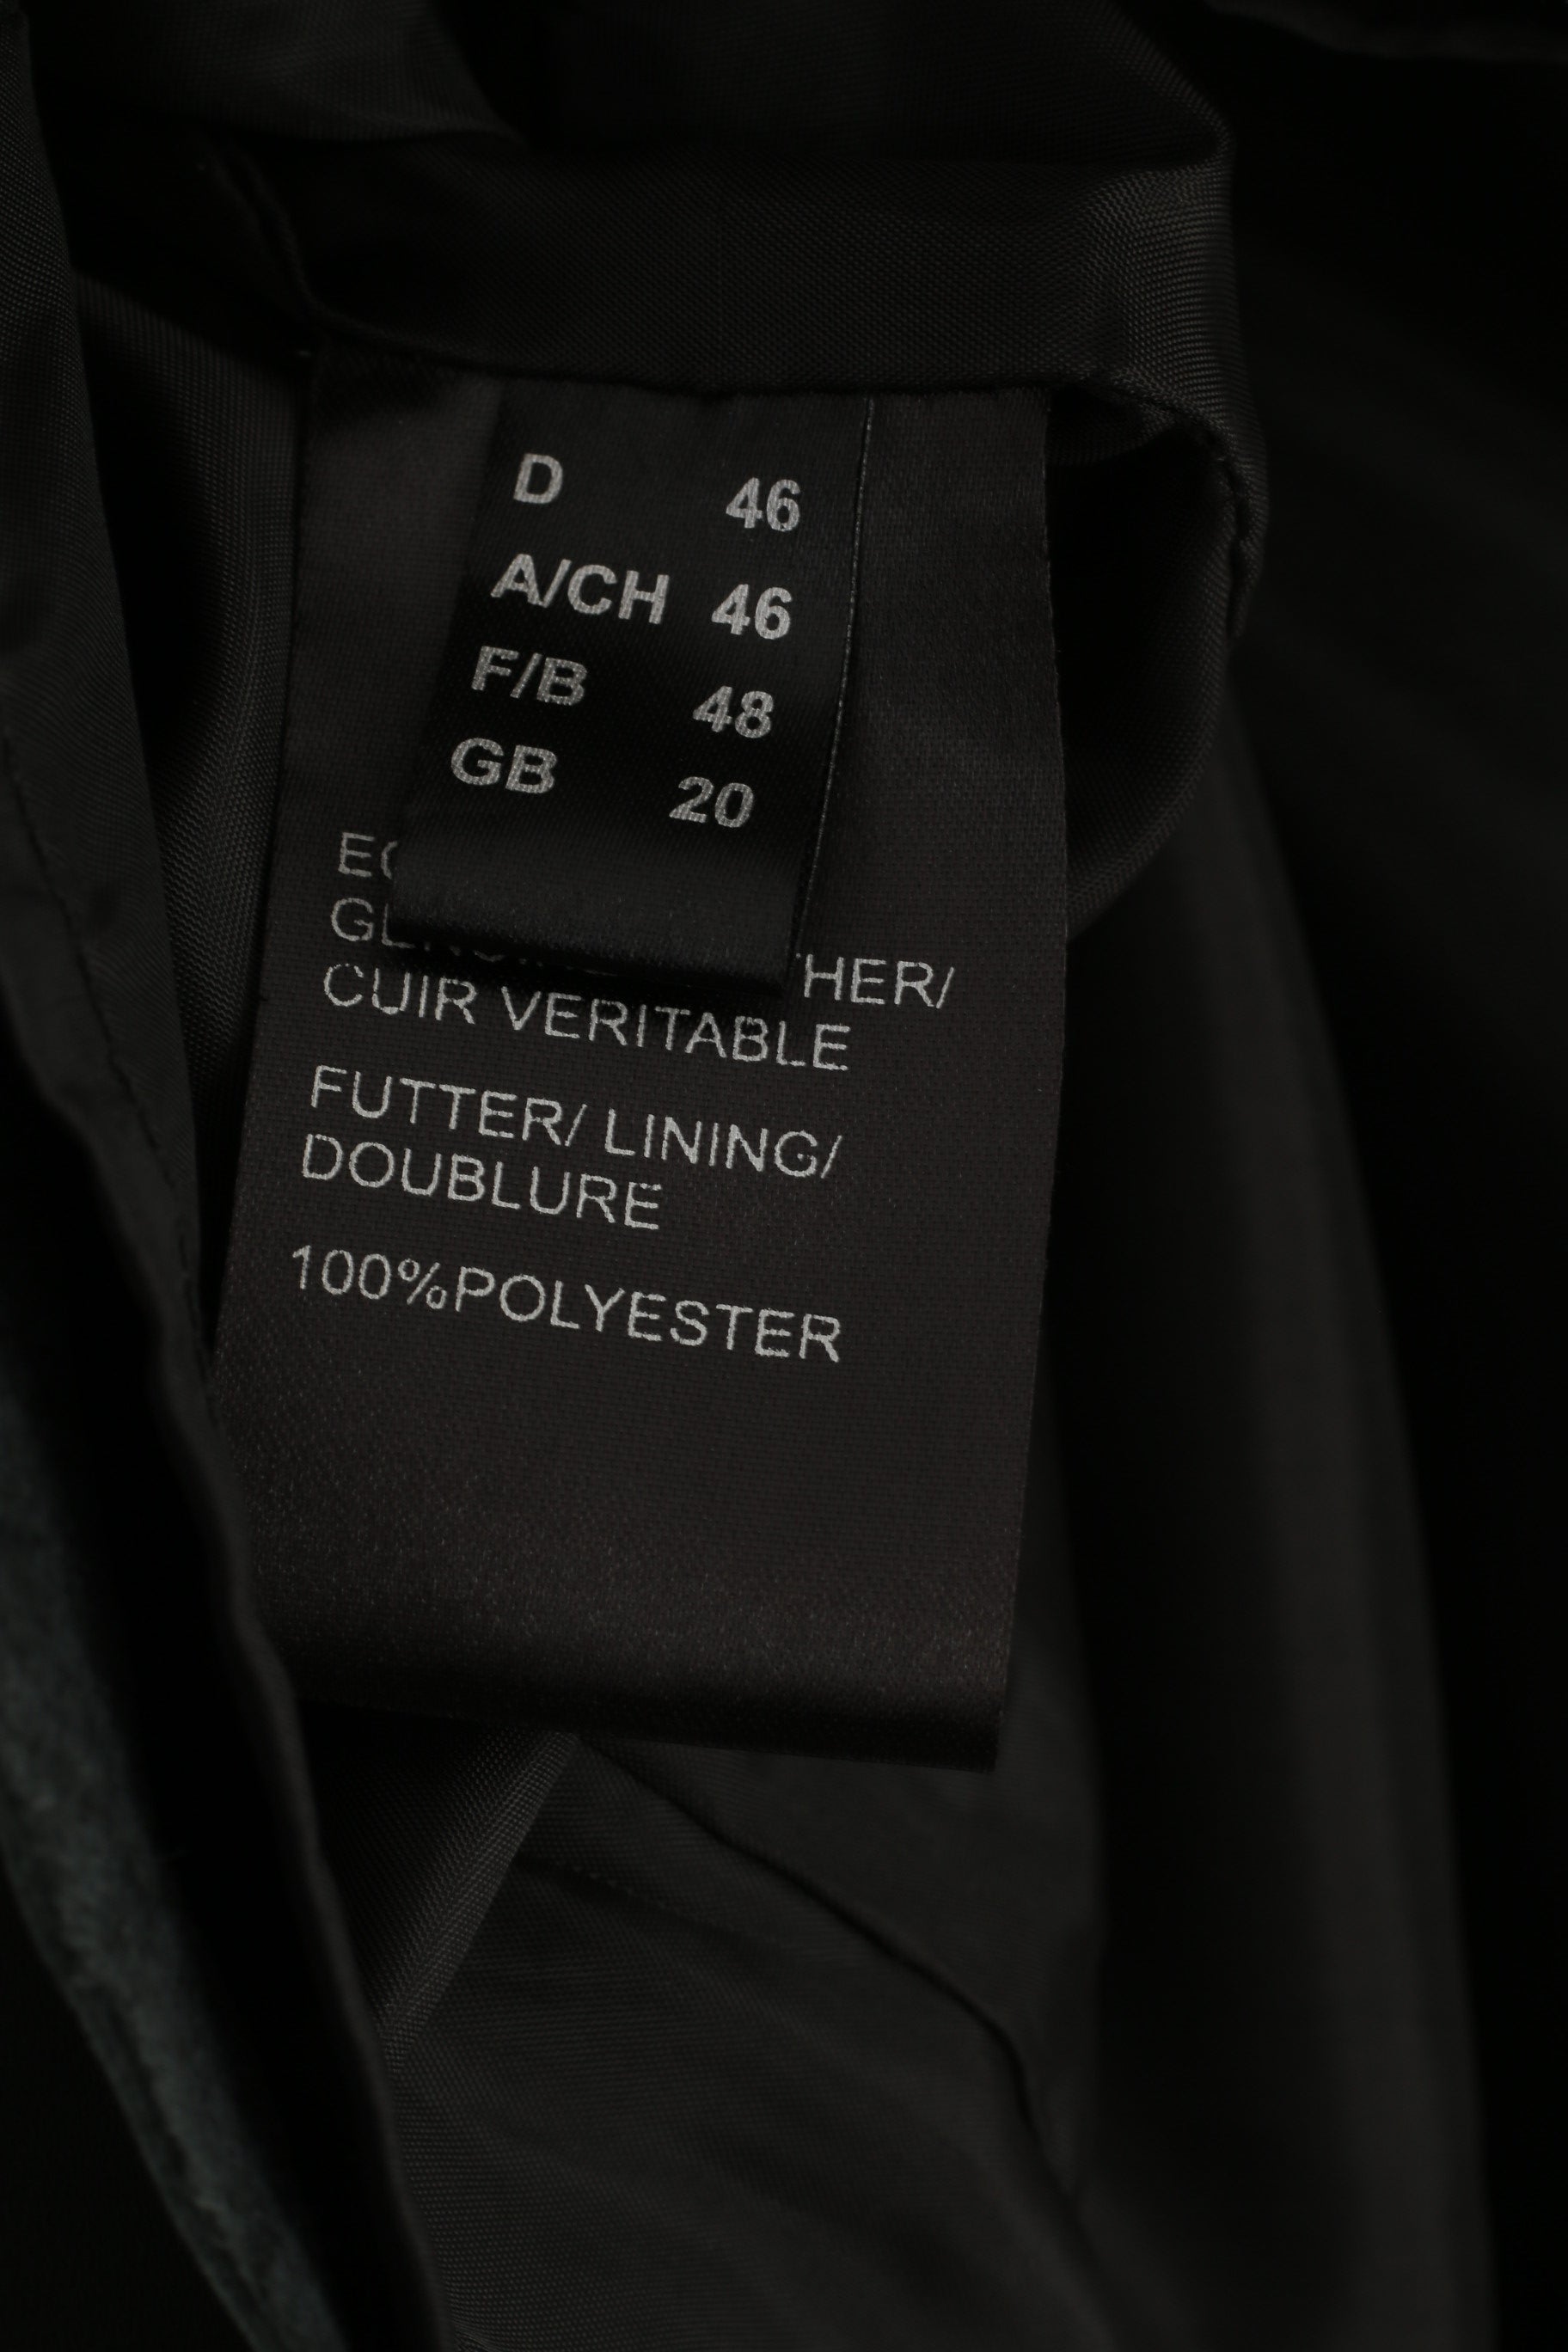 D 46
A/CH 46
F/B 48
GB 20
CUIR VERITABLE
FUTTER/ LINING/
DOUBLURE
100%POLYESTER